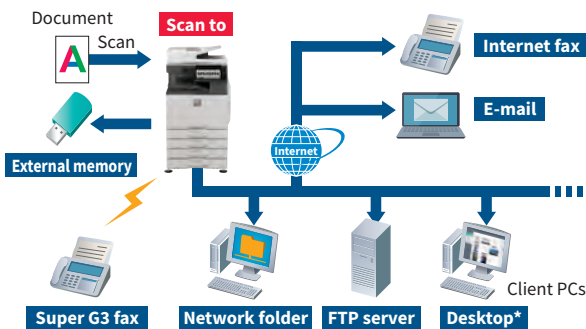 Document
Scan
A
Scan to
Internet fax
E-mail
External memory
Internet
Super G3 fax
Network folder
FTP server
Desktop*
Client PCs